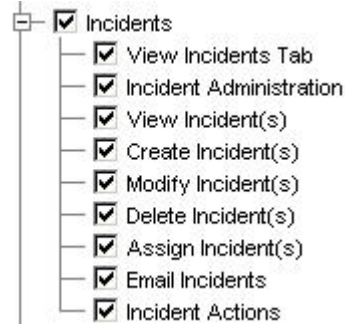 Incidents
View Incidents Tab
Incident Administration
View Incident(s)
Create Incident(s)
Modify Incident(s)
Delete Incident(s)
Assign Incident(s)
Email Incidents
Incident Actions